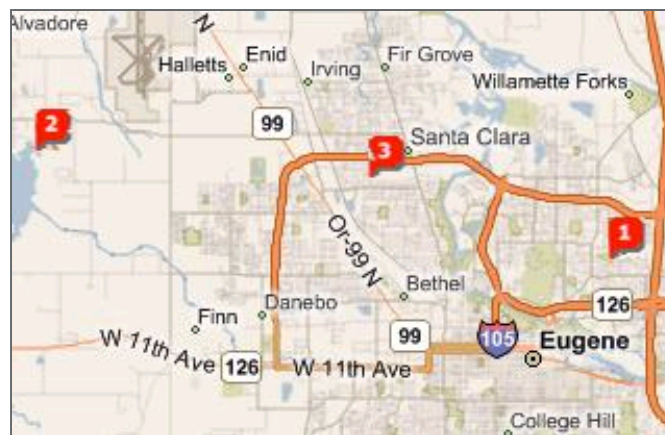 Alvadore
N
Enid
Fir Grove
Halletts
Irving
Willamette Forks
2
99
3
Santa Clara
1
Or-99 N
Bethel
126
Danebo
Finn
99
105
Eugene
W 11th Ave
126
W 11th Ave
College Hill